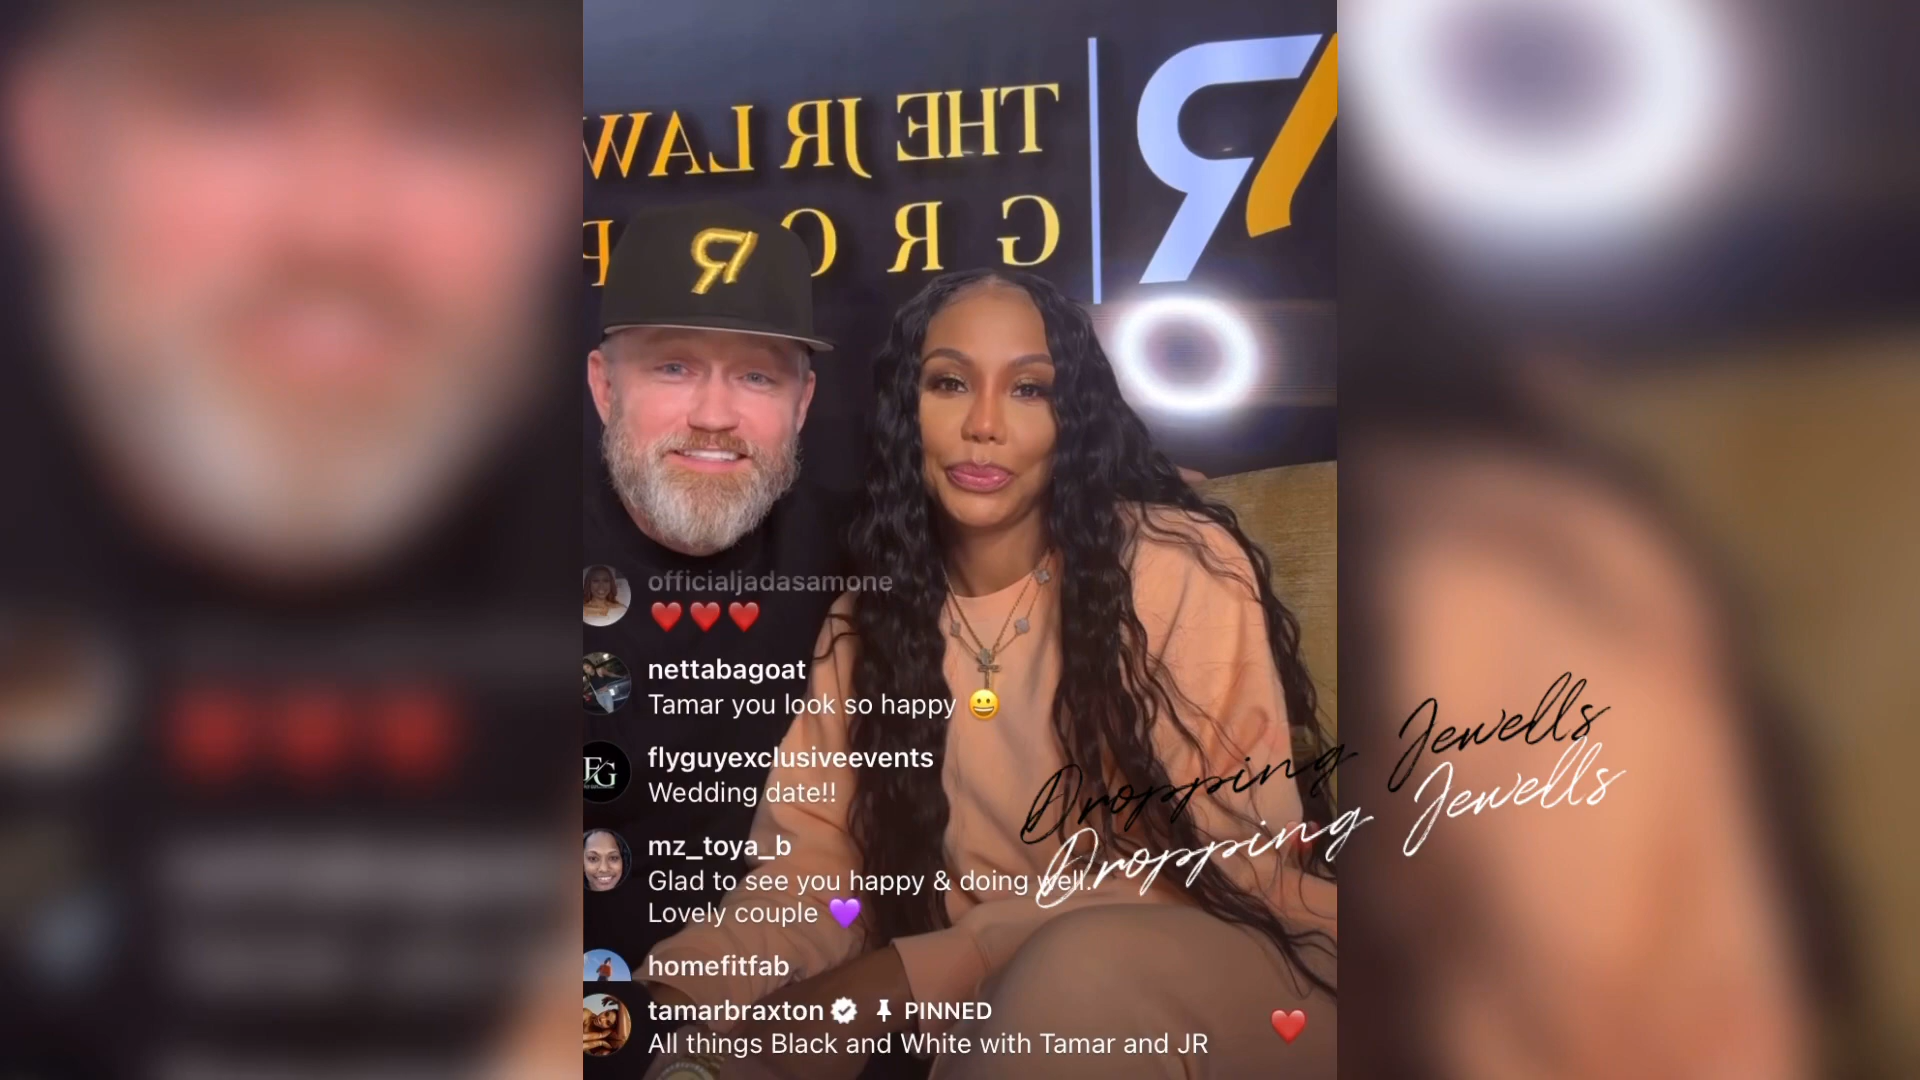 THE JR LAW
G R O P
officialjadasamone
❤️❤️❤️
nettabagoat
Tamar you look so happy 😀
FG
flyguyexclusiveevents
Wedding date!!
mz_toya_b
Glad to see you happy & doing well..
Lovely couple 💜
homefitfab
tamarbraxton PINNED
All things Black and White with Tamar and JR
Dropping Jewells
Dropping Jewells